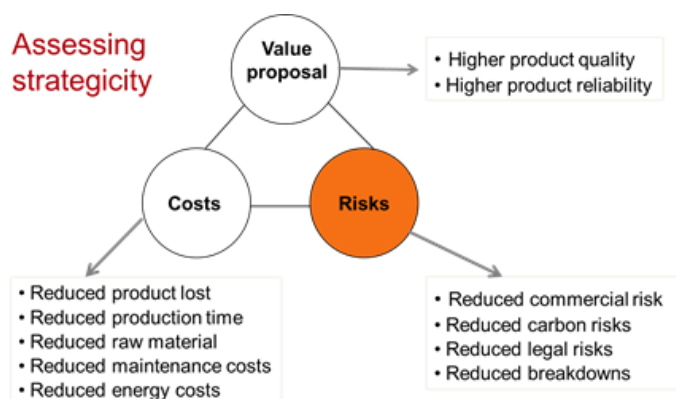 Assessing
strategicity
Value
proposal
• Higher product quality
• Higher product reliability
Costs
Risks
• Reduced product lost
• Reduced production time
• Reduced raw material
• Reduced maintenance costs
• Reduced energy costs
• Reduced commercial risk
• Reduced carbon risks
• Reduced legal risks
• Reduced breakdowns